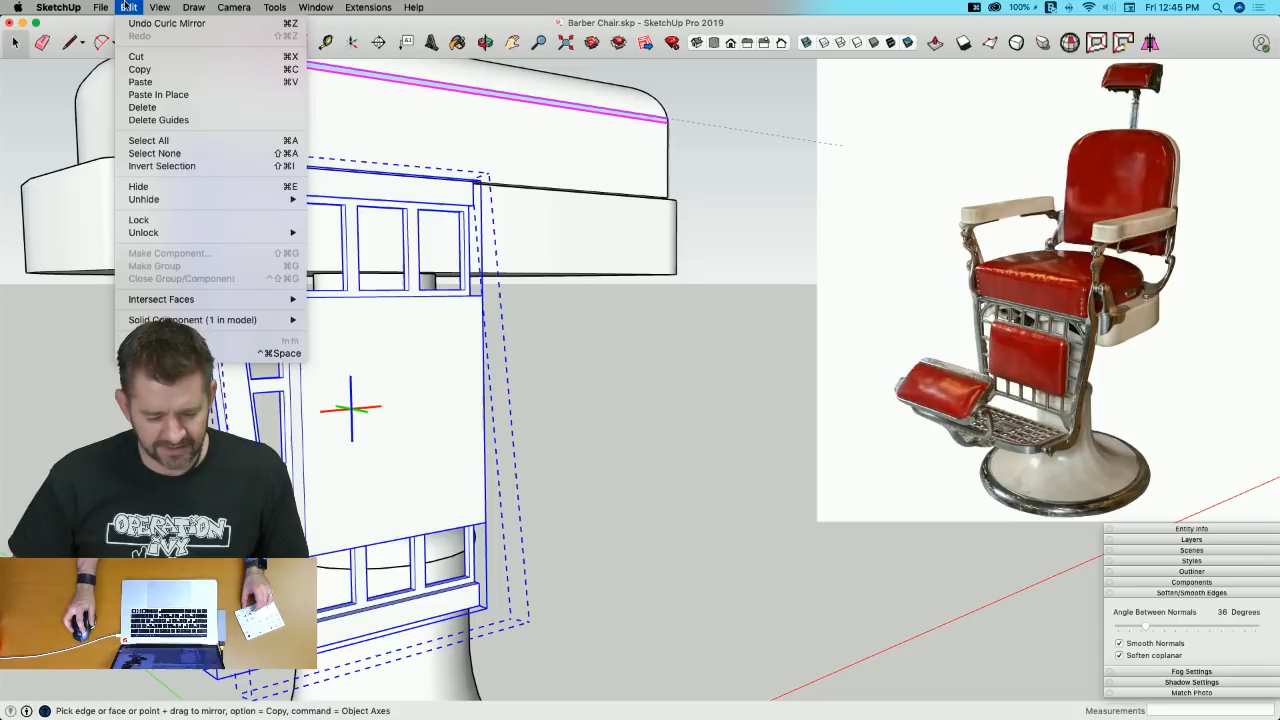 SketchUp File Edit View Draw Camera Tools Window Extensions Help
100% Fri 12:45 PM
Barber Chair.skp - SketchUp Pro 2019
Undo Curic Mirror ⌘Z
Redo ⇧⌘Z
Cut ⌘X
Copy ⌘C
Paste ⌘V
Paste In Place
Delete
Delete Guides
Select All ⌘A
Select None ⇧⌘A
Invert Selection ⇧⌘I
Hide ⌘E
Unhide
Lock
Unlock
Make Component... ⇧⌘G
Make Group ⌘G
Close Group/Component ^⇧⌘G
Intersect Faces
Solid Component (1 in model)
fn fn
^⌘Space
OPERATION
IVY
Entity Info
Layers
Scenes
Styles
Outliner
Components
Soften/Smooth Edges
Angle Between Normals 36 Degrees
Smooth Normals
Soften coplanar
Fog Settings
Shadow Settings
Match Photo
Pick edge or face or point + drag to mirror, option = Copy, command = Object Axes
Measurements